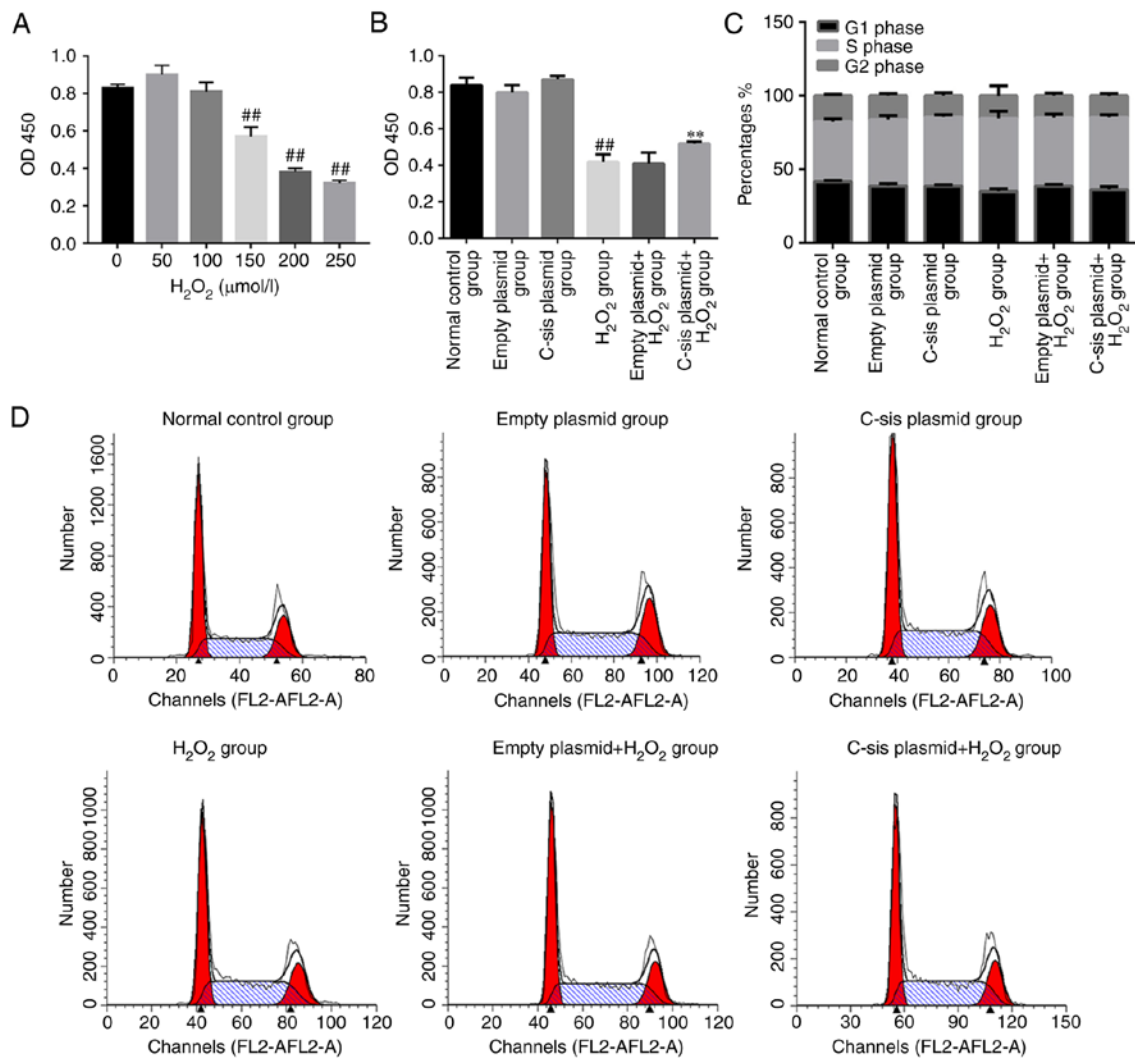 A
OD 450
1.0
0.8
0.6
0.4
0.2
0.0
##
##
##
0
50
100
150
200
250
H₂O₂ (μmol/l)
B
OD 450
1.0
0.8
0.6
0.4
0.2
0.0
##
**
Normal control
group
Empty plasmid
group
C-sis plasmid
group
H₂O₂ group
Empty plasmid+
H₂O₂ group
C-sis plasmid+
H₂O₂ group
C
G1 phase
S phase
G2 phase
Percentages %
150
100
50
0
Normal control
group
Empty plasmid
group
C-sis plasmid
group
H₂O₂ group
Empty plasmid+
H₂O₂ group
C-sis plasmid+
H₂O₂ group
D
Normal control group
Number
1600
1200
800
400
0
0 20 40 60 80
Channels (FL2-AFL2-A)
Empty plasmid group
Number
800
600
400
200
0
0 20 40 60 80 100 120
Channels (FL2-AFL2-A)
C-sis plasmid group
Number
800
600
400
200
0
0 20 40 60 80 100
Channels (FL2-AFL2-A)
H₂O₂ group
Number
1000
800
600
400
200
0
0 20 40 60 80 100 120
Channels (FL2-AFL2-A)
Empty plasmid+H₂O₂ group
Number
1000
800
600
400
200
0
0 20 40 60 80 100 120
Channels (FL2-AFL2-A)
C-sis plasmid+H₂O₂ group
Number
800
600
400
200
0
0 30 60 90 120 150
Channels (FL2-AFL2-A)